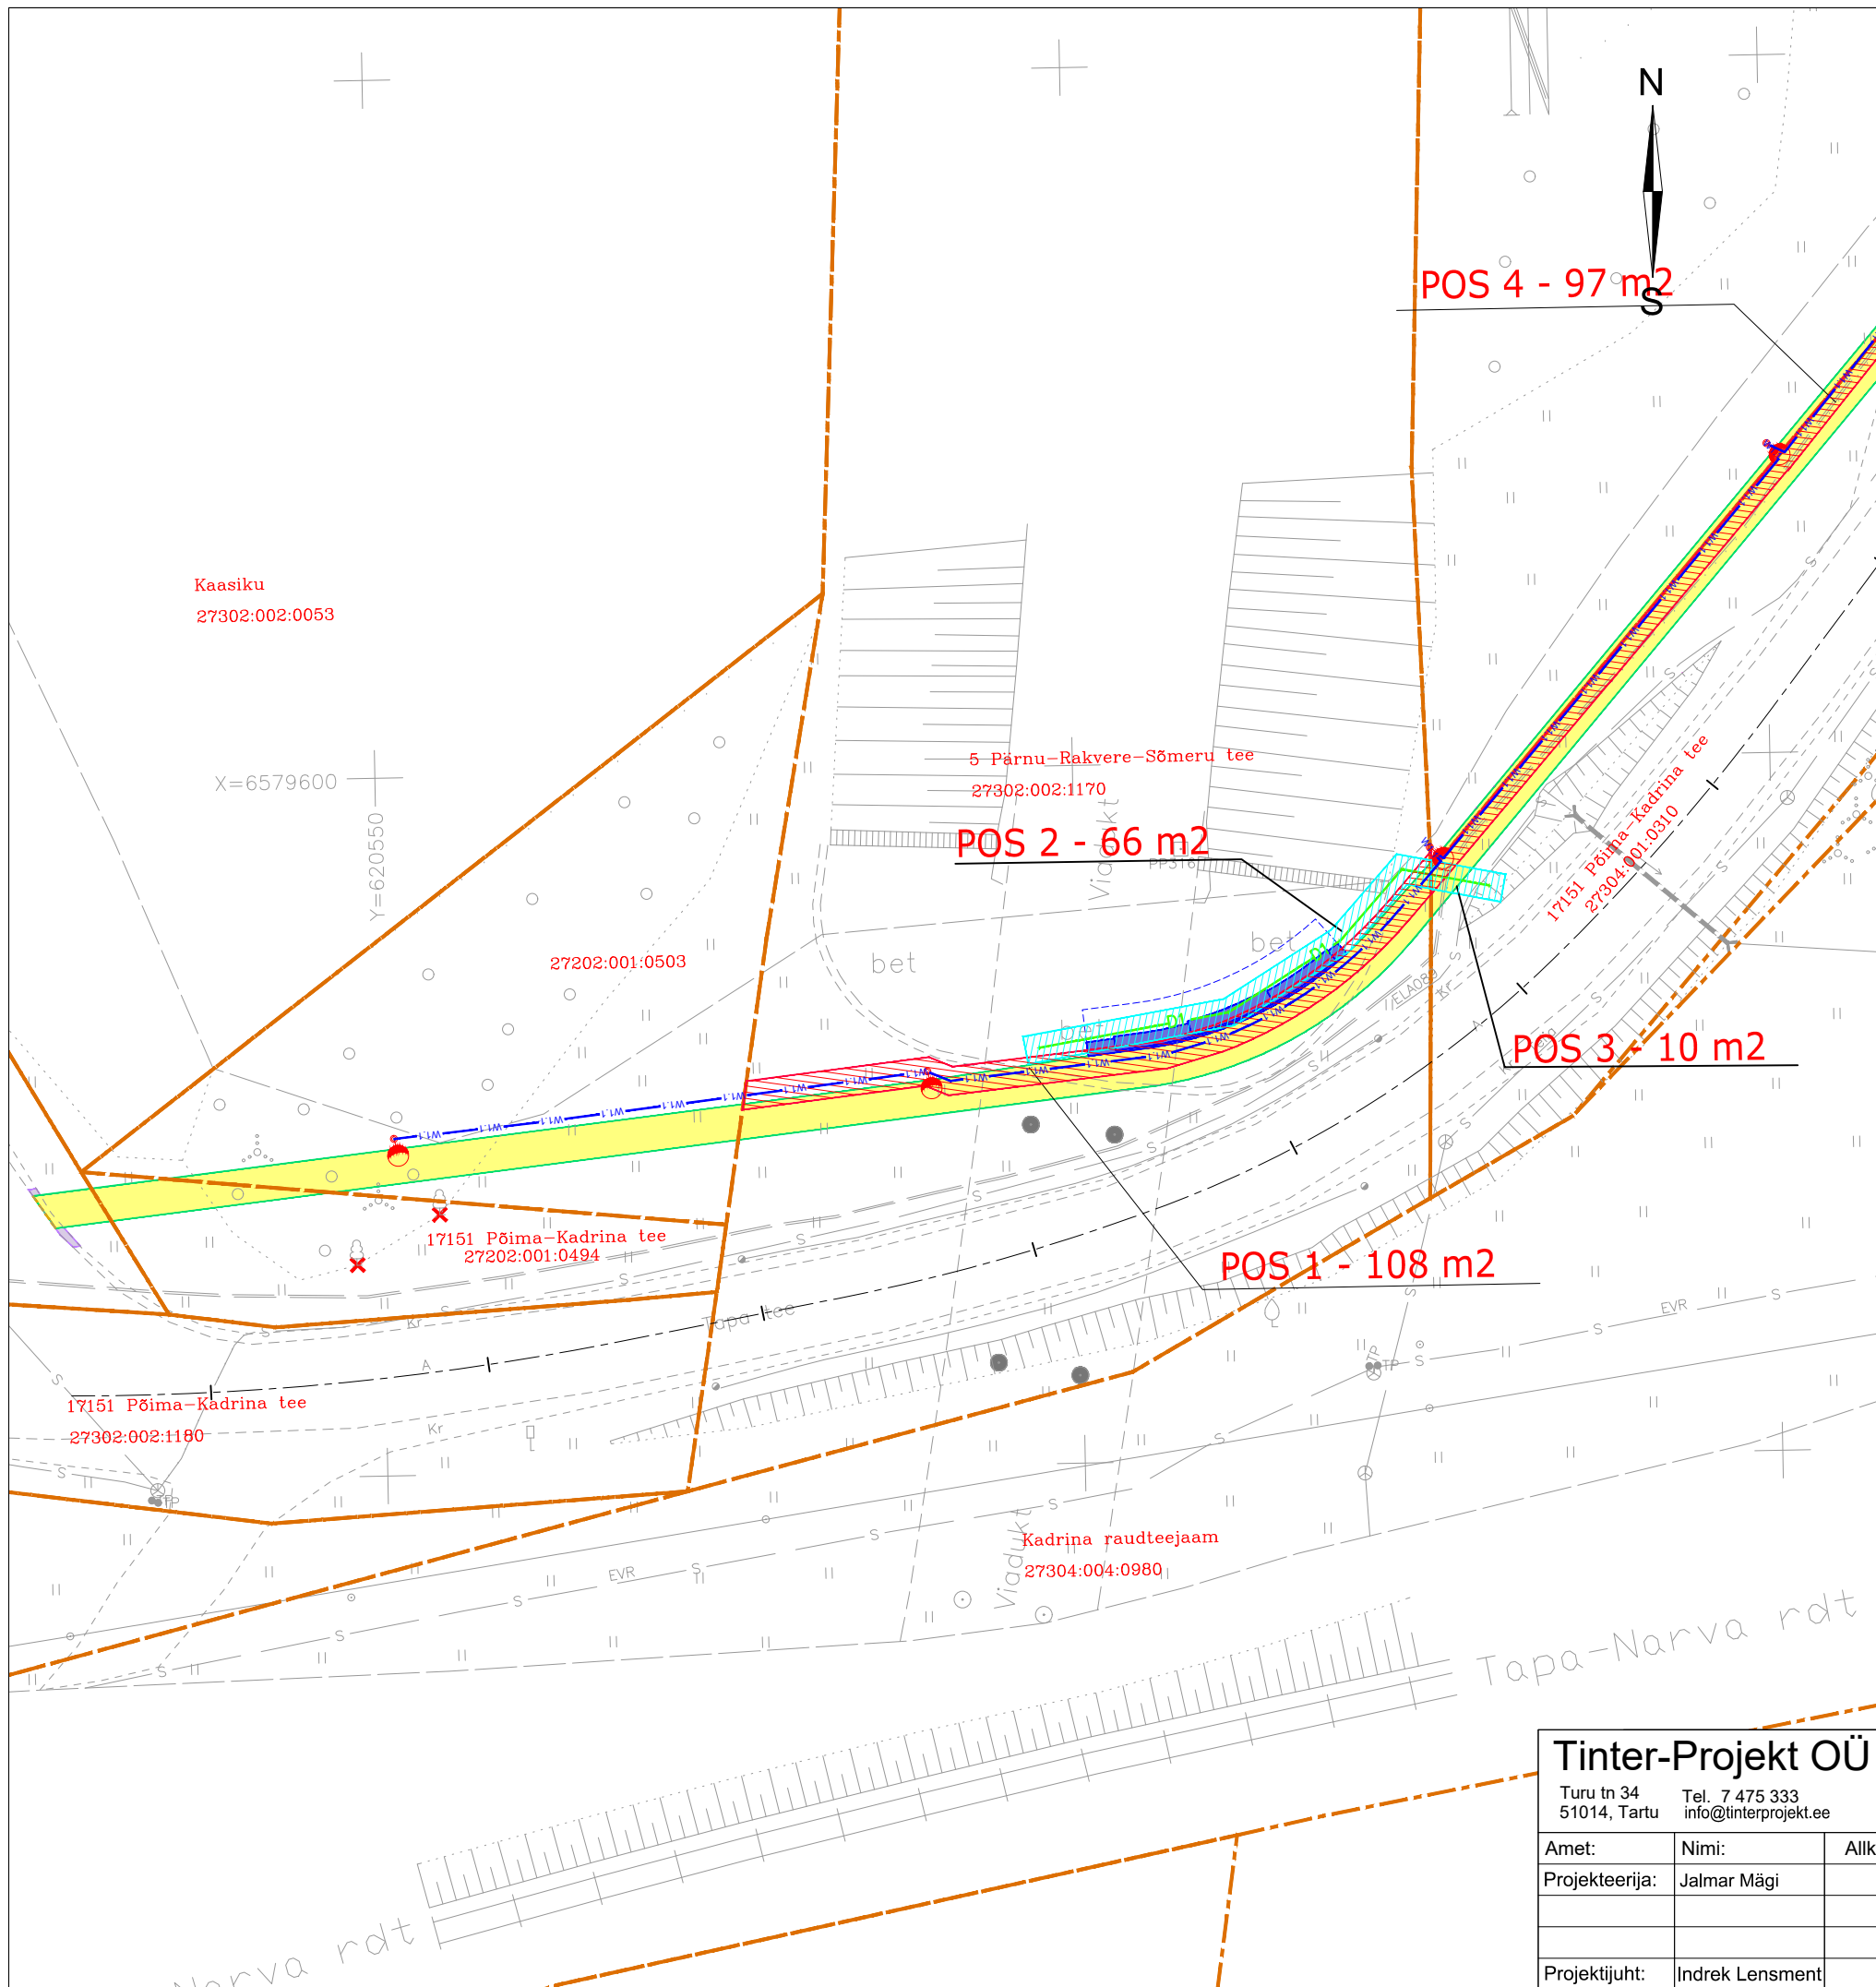 N
S
POS 4 - 97 m2
Kaasiku
27302:002:0053
X=6579600
Y=620550
5 Pärnu-Rakvere-Sõmeru tee
27302:002:1170
Viadukt
POS 2 - 66 m2
17151 Põima-Kadrina tee
27304:001:0310
27202:001:0503
bet
bet
D1
D1
POS 3 - 10 m2
17151 Põima-Kadrina tee
27202:001:0494
POS 1 - 108 m2
Tapa tee
Kr
A
EVR
17151 Põima-Kadrina tee
27302:002:1180
Kr
TP
TP
Kadrina raudteejaam
27304:004:0980
Viadukt
EVR
Tapa-Narva rdt
Narva rdt
Tinter-Projekt OÜ
Turu tn 34
51014, Tartu
Tel. 7 475 333
info@tinterprojekt.ee
Amet: Nimi: Allk
Projekteerija: Jalmar Mägi
Projektijuht: Indrek Lensment